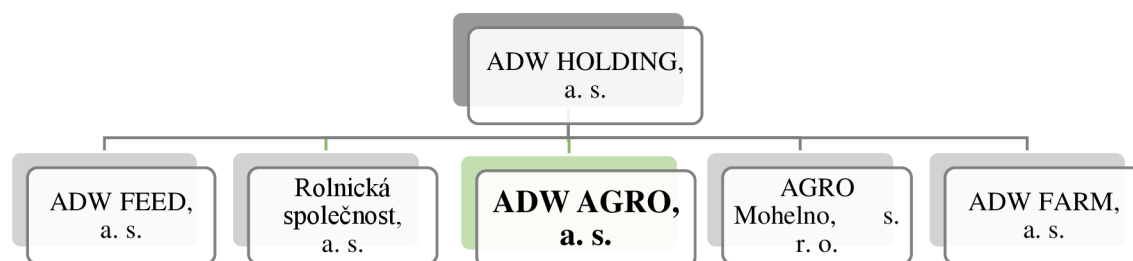 ADW HOLDING,
a. s.
ADW FEED,
a. s.
Rolnická
společnost,
a. s.
ADW AGRO,
a. s.
AGRO
Mohelno, s.
r. o.
ADW FARM,
a. s.